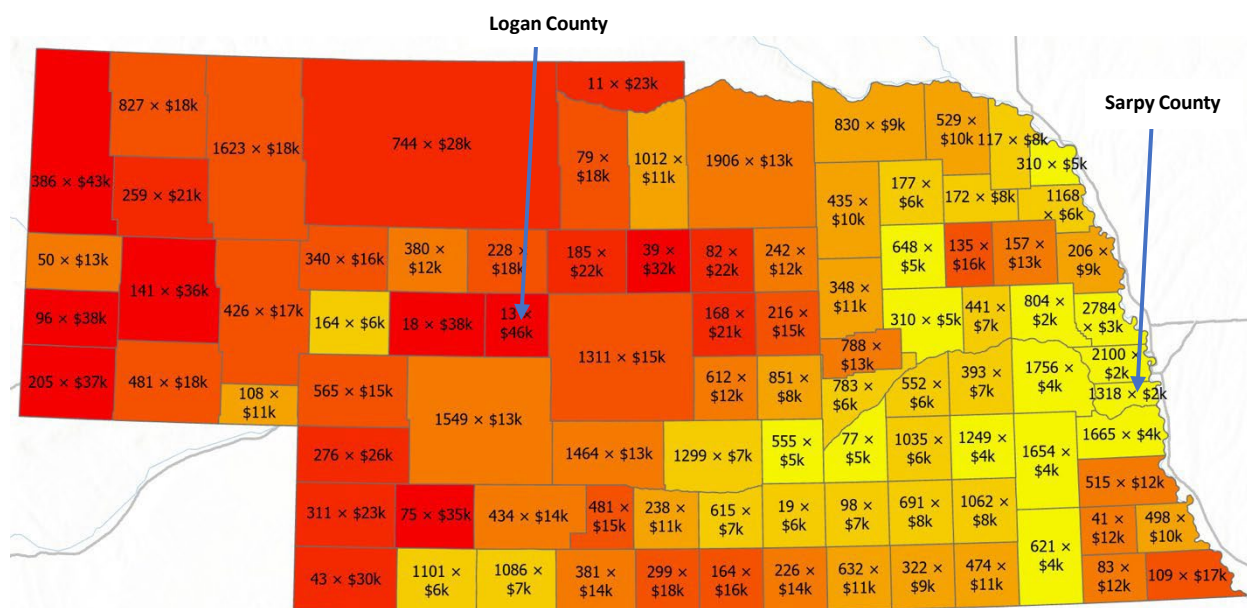 Logan County
Sarpy County
11 × $23k
827 × $18k
1623 × $18k
744 × $28k
79 ×
$18k
1012 ×
$11k
1906 × $13k
830 × $9k
529 ×
$10k
117 × $8k
310 × $5k
386 × $43k
259 × $21k
435 ×
$10k
177 ×
$6k
172 × $8k
1168
× $6k
50 × $13k
340 × $16k
380 ×
$12k
228 ×
$18k
185 ×
$22k
39 ×
$32k
82 ×
$22k
242 ×
$12k
648 ×
$5k
135 ×
$16k
157 ×
$13k
206 ×
$9k
141 × $36k
426 × $17k
348 ×
$11k
96 × $38k
164 × $6k
18 × $38k
13 ×
$46k
168 ×
$21k
216 ×
$15k
310 × $5k
441 ×
$7k
804 ×
$2k
2784
× $3k
1311 × $15k
788 ×
$13k
2100 ×
$2k
205 × $37k
481 × $18k
108 ×
$11k
565 × $15k
612 ×
$12k
851 ×
$8k
783 ×
$6k
552 ×
$6k
393 ×
$7k
1756 ×
$4k
1318 × $2k
1549 × $13k
276 × $26k
1464 × $13k
1299 × $7k
555 ×
$5k
77 ×
$5k
1035 ×
$6k
1249 ×
$4k
1654 ×
$4k
1665 × $4k
515 × $12k
311 × $23k
75 × $35k
434 × $14k
481 ×
$15k
238 ×
$11k
615 ×
$7k
19 ×
$6k
98 ×
$7k
691 ×
$8k
1062 ×
$8k
41 ×
$12k
498 ×
$10k
621 ×
$4k
43 × $30k
1101 ×
$6k
1086 ×
$7k
381 ×
$14k
299 ×
$18k
164 ×
$16k
226 ×
$14k
632 ×
$11k
322 ×
$9k
474 ×
$11k
83 ×
$12k
109 × $17k